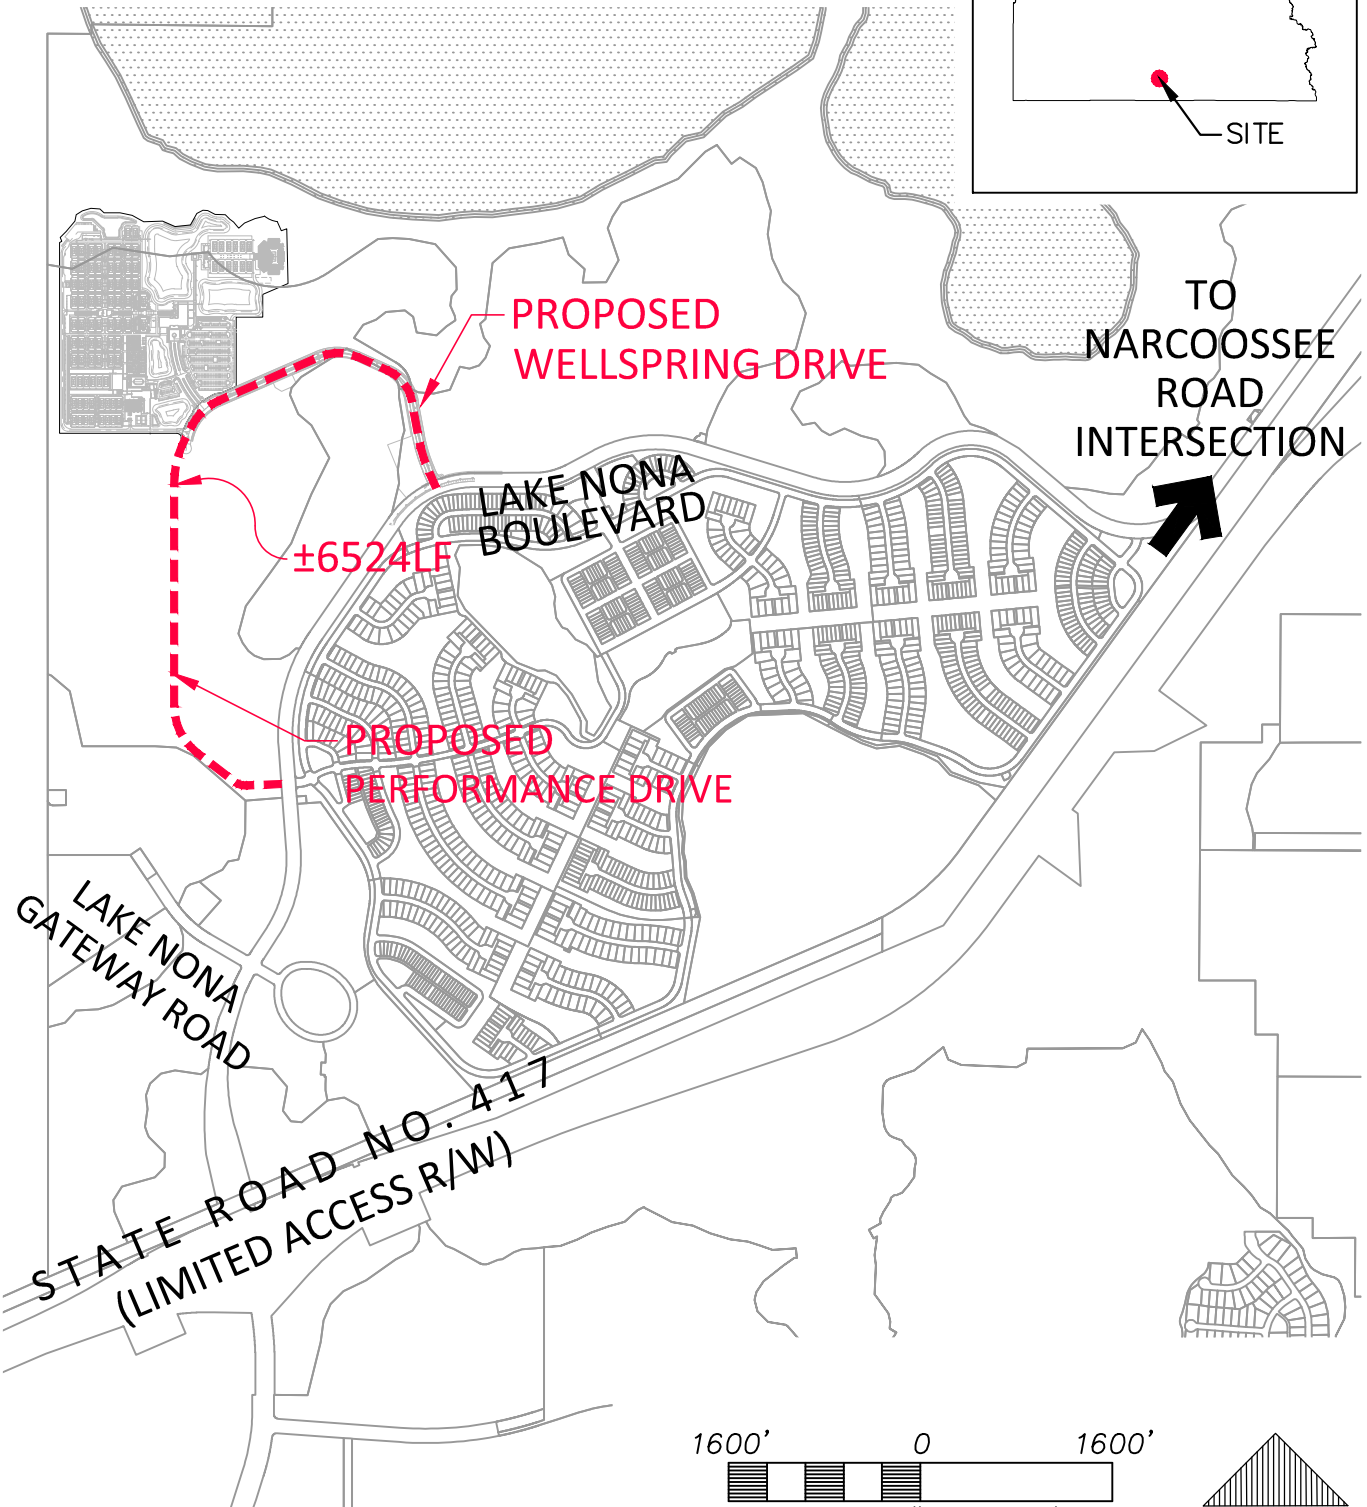 SITE
TO
NARCOOSSEE
ROAD
INTERSECTION
PROPOSED
WELLSPRING DRIVE
LAKE NONA
BOULEVARD
±6524LF
PROPOSED
PERFORMANCE DRIVE
LAKE NONA
GATEWAY ROAD
STATE ROAD NO. 417
(LIMITED ACCESS R/W)
1600' 0 1600'